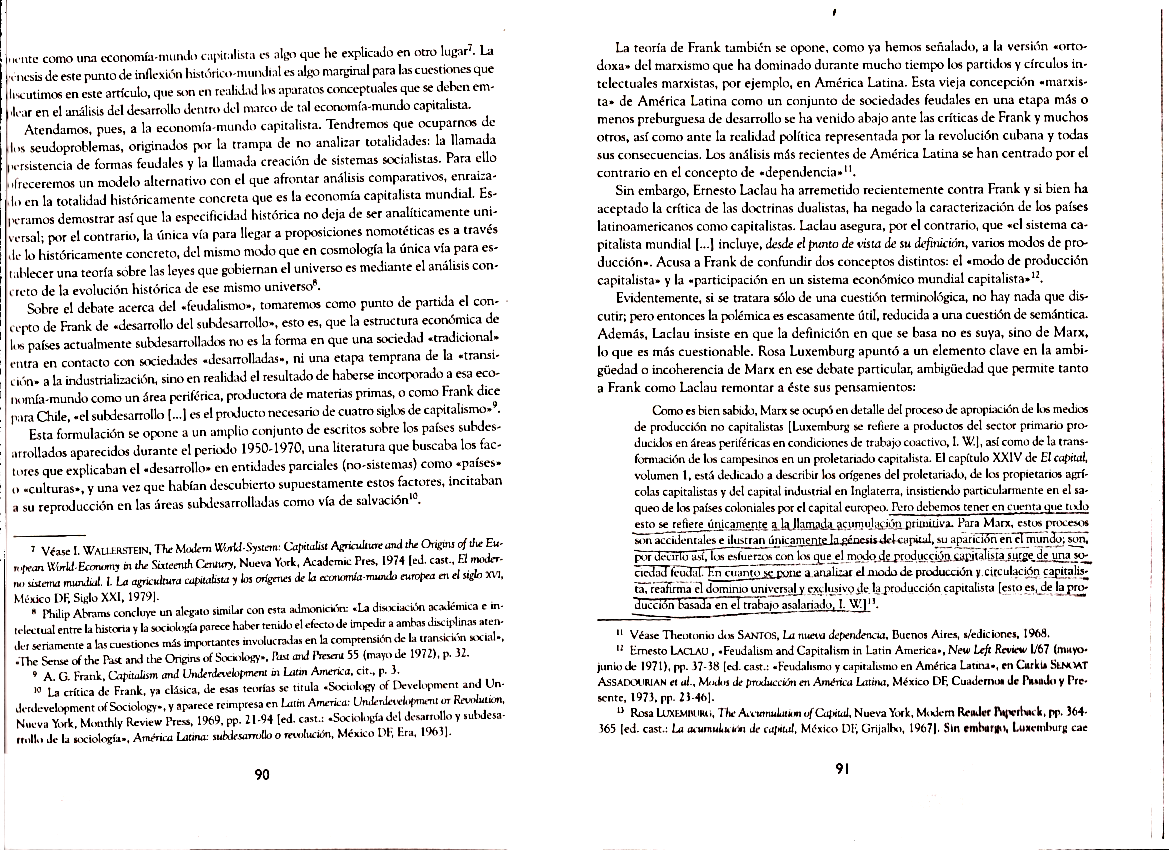 como una economía-mundo capitalista es algo que he explicado en otro lugar⁷. La
génesis de este punto de inflexión histórico-mundial es algo marginal para las cuestiones que
discutimos en este artículo, que son en realidad los aparatos conceptuales que se deben em-
plear en el análisis del desarrollo dentro del marco de tal economía-mundo capitalista.
Atendamos, pues, a la economía-mundo capitalista. Tendremos que ocuparnos de
dos seudoproblemas, originados por la trampa de no analizar totalidades: la llamada
persistencia de formas feudales y la llamada creación de sistemas socialistas. Para ello
ofreceremos un modelo alternativo con el que afrontar análisis comparativos, enraiza-
do en la totalidad históricamente concreta que es la economía capitalista mundial. Es-
peramos demostrar así que la especificidad histórica no deja de ser analíticamente uni-
versal; por el contrario, la única vía para llegar a proposiciones nomotéticas es a través
de lo históricamente concreto, del mismo modo que en cosmología la única vía para es-
tablecer una teoría sobre las leyes que gobiernan el universo es mediante el análisis con-
creto de la evolución histórica de ese mismo universo⁸.
Sobre el debate acerca del «feudalismo», tomaremos como punto de partida el con-
cepto de Frank de «desarrollo del subdesarrollo», esto es, que la estructura económica de
los países actualmente subdesarrollados no es la forma en que una sociedad «tradicional»
entra en contacto con sociedades «desarrolladas», ni una etapa temprana de la «transi-
ción» a la industrialización, sino en realidad el resultado de haberse incorporado a esa eco-
nomía-mundo como un área periférica, productora de materias primas, o como Frank dice
para Chile, «el subdesarrollo [...] es el producto necesario de cuatro siglos de capitalismo»⁹.
Esta formulación se opone a un amplio conjunto de escritos sobre los países subdes-
arrollados aparecidos durante el periodo 1950-1970, una literatura que buscaba los fac-
tores que explicaban el «desarrollo» en entidades parciales (no-sistemas) como «países»
o «culturas», y una vez que habían descubierto supuestamente estos factores, incitaban
a su reproducción en las áreas subdesarrolladas como vía de salvación¹⁰.
⁷ Véase I. WALLERSTEIN, The Modern World-System: Capitalist Agriculture and the Origins of the Eu-
ropean World-Economy in the Sixteenth Century, Nueva York, Academic Pres, 1974 [ed. cast., El moder-
no sistema mundial. I. La agricultura capitalista y los orígenes de la economía-mundo europea en el siglo XVI,
México DF, Siglo XXI, 1979].
⁸ Philip Abrams concluye un alegato similar con esta admonición: «La disociación académica e in-
telectual entre la historia y la sociología parece haber tenido el efecto de impedir a ambas disciplinas aten-
der seriamente a las cuestiones más importantes involucradas en la comprensión de la transición social»,
«The Sense of the Past and the Origins of Sociology», Past and Present 55 (mayo de 1972), p. 32.
⁹ A. G. Frank, Capitalism and Underdevelopment in Latin America, cit., p. 3.
¹⁰ La crítica de Frank, ya clásica, de esas teorías se titula «Sociology of Development and Un-
derdevelopment of Sociology», y aparece reimpresa en Latin America: Underdevelopment or Revolution,
Nueva York, Monthly Review Press, 1969, pp. 21-94 [ed. cast.: «Sociología del desarrollo y subdesa-
rrollo de la sociología», América Latina: subdesarrollo o revolución, México DF, Era, 1963].
90
La teoría de Frank también se opone, como ya hemos señalado, a la versión «orto-
doxa» del marxismo que ha dominado durante mucho tiempo los partidos y círculos in-
telectuales marxistas, por ejemplo, en América Latina. Esta vieja concepción «marxis-
ta» de América Latina como un conjunto de sociedades feudales en una etapa más o
menos preburguesa de desarrollo se ha venido abajo ante las críticas de Frank y muchos
otros, así como ante la realidad política representada por la revolución cubana y todas
sus consecuencias. Los análisis más recientes de América Latina se han centrado por el
contrario en el concepto de «dependencia»¹¹.
Sin embargo, Ernesto Laclau ha arremetido recientemente contra Frank y si bien ha
aceptado la crítica de las doctrinas dualistas, ha negado la caracterización de los países
latinoamericanos como capitalistas. Laclau asegura, por el contrario, que «el sistema ca-
pitalista mundial [...] incluye, desde el punto de vista de su definición, varios modos de pro-
ducción». Acusa a Frank de confundir dos conceptos distintos: el «modo de producción
capitalista» y la «participación en un sistema económico mundial capitalista»¹².
Evidentemente, si se tratara sólo de una cuestión terminológica, no hay nada que dis-
cutir; pero entonces la polémica es escasamente útil, reducida a una cuestión de semántica.
Además, Laclau insiste en que la definición en que se basa no es suya, sino de Marx,
lo que es más cuestionable. Rosa Luxemburg apuntó a un elemento clave en la ambi-
güedad o incoherencia de Marx en ese debate particular, ambigüedad que permite tanto
a Frank como Laclau remontar a éste sus pensamientos:
Como es bien sabido, Marx se ocupó en detalle del proceso de apropiación de los medios
de producción no capitalistas [Luxemburg se refiere a productos del sector primario pro-
ducidos en áreas periféricas en condiciones de trabajo coactivo, I. W.], así como de la trans-
formación de los campesinos en un proletariado capitalista. El capítulo XXIV de El capital,
volumen 1, está dedicado a describir los orígenes del proletariado, de los propietarios agrí-
colas capitalistas y del capital industrial en Inglaterra, insistiendo particularmente en el sa-
queo de los países coloniales por el capital europeo. Pero debemos tener en cuenta que todo
esto se refiere únicamente a la llamada acumulación primitiva. Para Marx, estos procesos
son accidentales e ilustran únicamente la génesis del capital, su aparición en el mundo; son,
por decirlo así, los esfuerzos con los que el modo de producción capitalista surge de una so-
ciedad feudal. En cuanto se pone a analizar el modo de producción y circulación capitalis-
ta, reafirma el dominio universal y exclusivo de la producción capitalista [esto es, de la pro-
ducción basada en el trabajo asalariado, I. W.]¹³.
¹¹ Véase Theotonio dos SANTOS, La nueva dependencia, Buenos Aires, s/ediciones, 1968.
¹² Ernesto LACLAU , «Feudalism and Capitalism in Latin America», New Left Review I/67 (mayo-
junio de 1971), pp. 37-38 [ed. cast.: «Feudalismo y capitalismo en América Latina», en Carlos SEMPAT
ASSADOURIAN et al., Modos de producción en América Latina, México DF, Cuadernos de Pasado y Pre-
sente, 1973, pp. 23-46].
¹³ Rosa LUXEMBURG, The Accumulation of Capital, Nueva York, Modern Reader Paperback, pp. 364-
365 [ed. cast.: La acumulación de capital, México DF, Grijalbo, 1967]. Sin embargo, Luxemburg cae
91